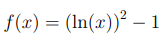 f(x) = (ln(x))² − 1